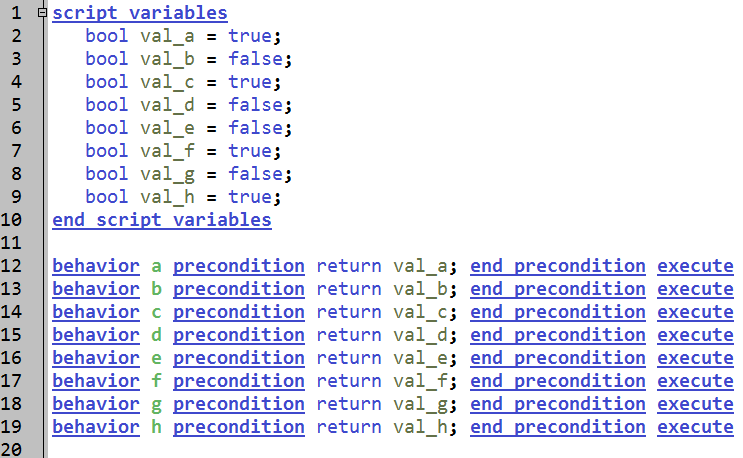 1 script variables
2 bool val_a = true;
3 bool val_b = false;
4 bool val_c = true;
5 bool val_d = false;
6 bool val_e = false;
7 bool val_f = true;
8 bool val_g = false;
9 bool val_h = true;
10 end script variables
11
12 behavior a precondition return val_a; end precondition execute
13 behavior b precondition return val_b; end precondition execute
14 behavior c precondition return val_c; end precondition execute
15 behavior d precondition return val_d; end precondition execute
16 behavior e precondition return val_e; end precondition execute
17 behavior f precondition return val_f; end precondition execute
18 behavior g precondition return val_g; end precondition execute
19 behavior h precondition return val_h; end precondition execute
20